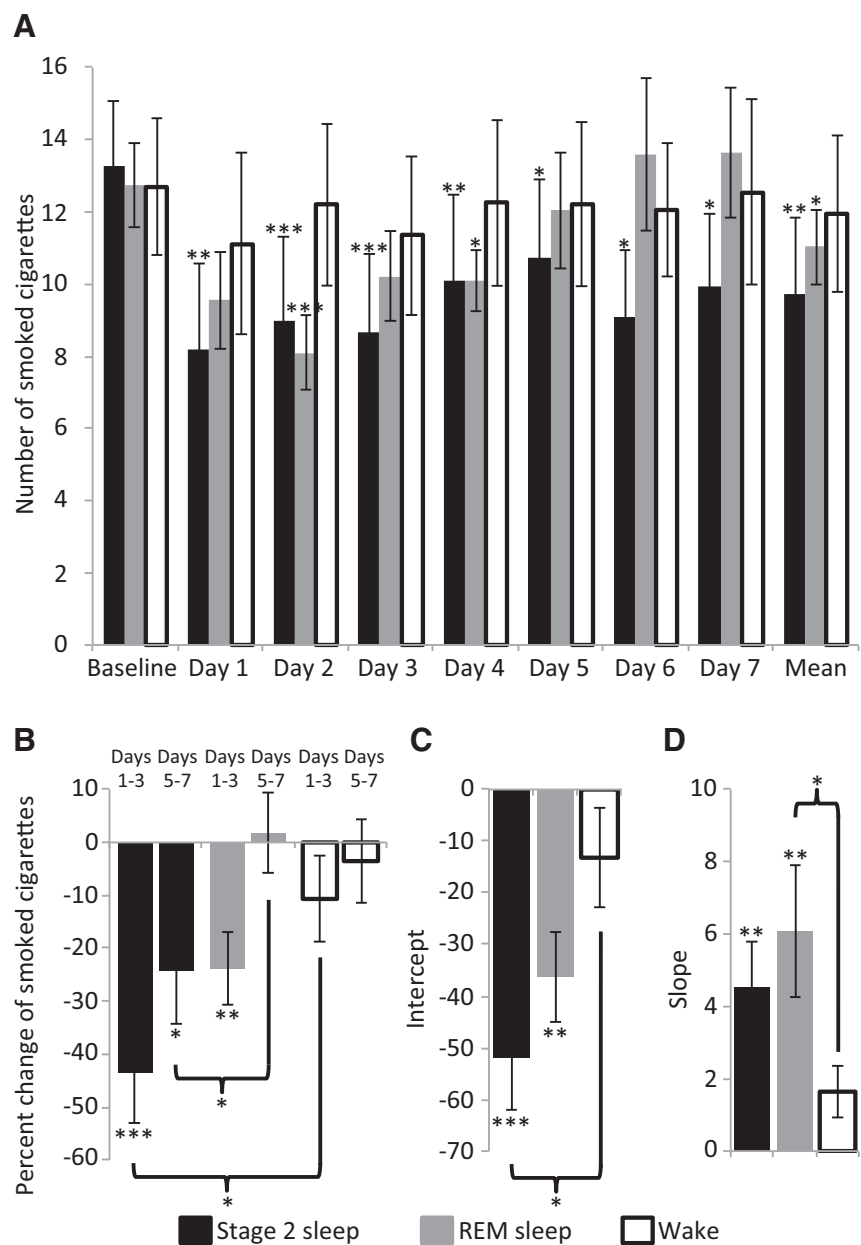 A
Number of smoked cigarettes
16
14
12
10
8
6
4
2
0
** *** *** *** ** * * * * ** *
Baseline Day 1 Day 2 Day 3 Day 4 Day 5 Day 6 Day 7 Mean
B
Days 1-3
Days 5-7
Days 1-3
Days 5-7
Days 1-3
Days 5-7
Percent change of smoked cigarettes
10
0
-10
-20
-30
-40
-50
-60
*** * ** * *
C
Intercept
0
-10
-20
-30
-40
-50
-60
-70
*** ** *
D
Slope
10
8
6
4
2
0
** ** *
Stage 2 sleep REM sleep Wake